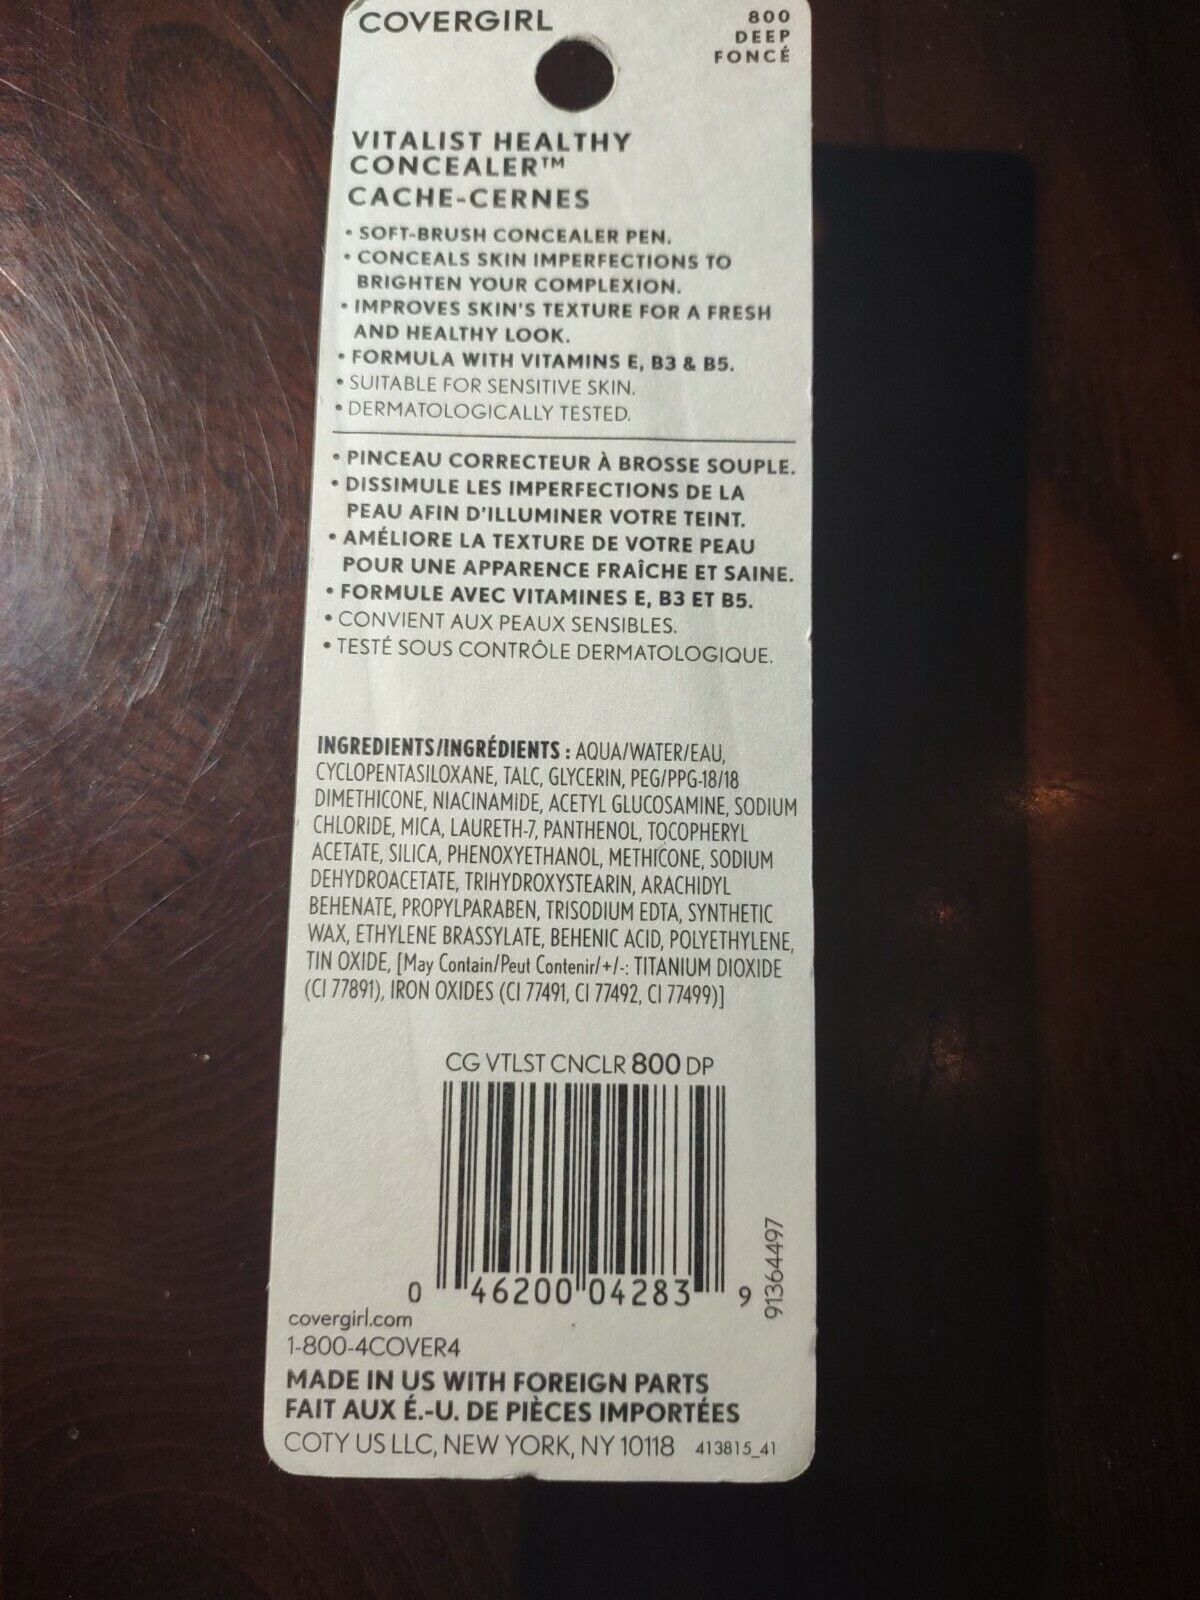 COVERGIRL
800
DEEP
FONCÉ
VITALIST HEALTHY
CONCEALER™
CACHE-CERNES
• SOFT-BRUSH CONCEALER PEN.
• CONCEALS SKIN IMPERFECTIONS TO
BRIGHTEN YOUR COMPLEXION.
• IMPROVES SKIN'S TEXTURE FOR A FRESH
AND HEALTHY LOOK.
• FORMULA WITH VITAMINS E, B3 & B5.
• SUITABLE FOR SENSITIVE SKIN.
• DERMATOLOGICALLY TESTED.
• PINCEAU CORRECTEUR À BROSSE SOUPLE.
• DISSIMULE LES IMPERFECTIONS DE LA
PEAU AFIN D'ILLUMINER VOTRE TEINT.
• AMÉLIORE LA TEXTURE DE VOTRE PEAU
POUR UNE APPARENCE FRAÎCHE ET SAINE.
• FORMULE AVEC VITAMINES E, B3 ET B5.
• CONVIENT AUX PEAUX SENSIBLES.
• TESTÉ SOUS CONTRÔLE DERMATOLOGIQUE.
INGREDIENTS/INGRÉDIENTS : AQUA/WATER/EAU,
CYCLOPENTASILOXANE, TALC, GLYCERIN, PEG/PPG-18/18
DIMETHICONE, NIACINAMIDE, ACETYL GLUCOSAMINE, SODIUM
CHLORIDE, MICA, LAURETH-7, PANTHENOL, TOCOPHERYL
ACETATE, SILICA, PHENOXYETHANOL, METHICONE, SODIUM
DEHYDROACETATE, TRIHYDROXYSTEARIN, ARACHIDYL
BEHENATE, PROPYLPARABEN, TRISODIUM EDTA, SYNTHETIC
WAX, ETHYLENE BRASSYLATE, BEHENIC ACID, POLYETHYLENE,
TIN OXIDE, [May Contain/Peut Contenir/+/-: TITANIUM DIOXIDE
(CI 77891), IRON OXIDES (CI 77491, CI 77492, CI 77499)]
CG VTLST CNCLR 800 DP
0 46200 04283 9
91364497
covergirl.com
1-800-4COVER4
MADE IN US WITH FOREIGN PARTS
FAIT AUX É.-U. DE PIÈCES IMPORTÉES
COTY US LLC, NEW YORK, NY 10118 413815_41